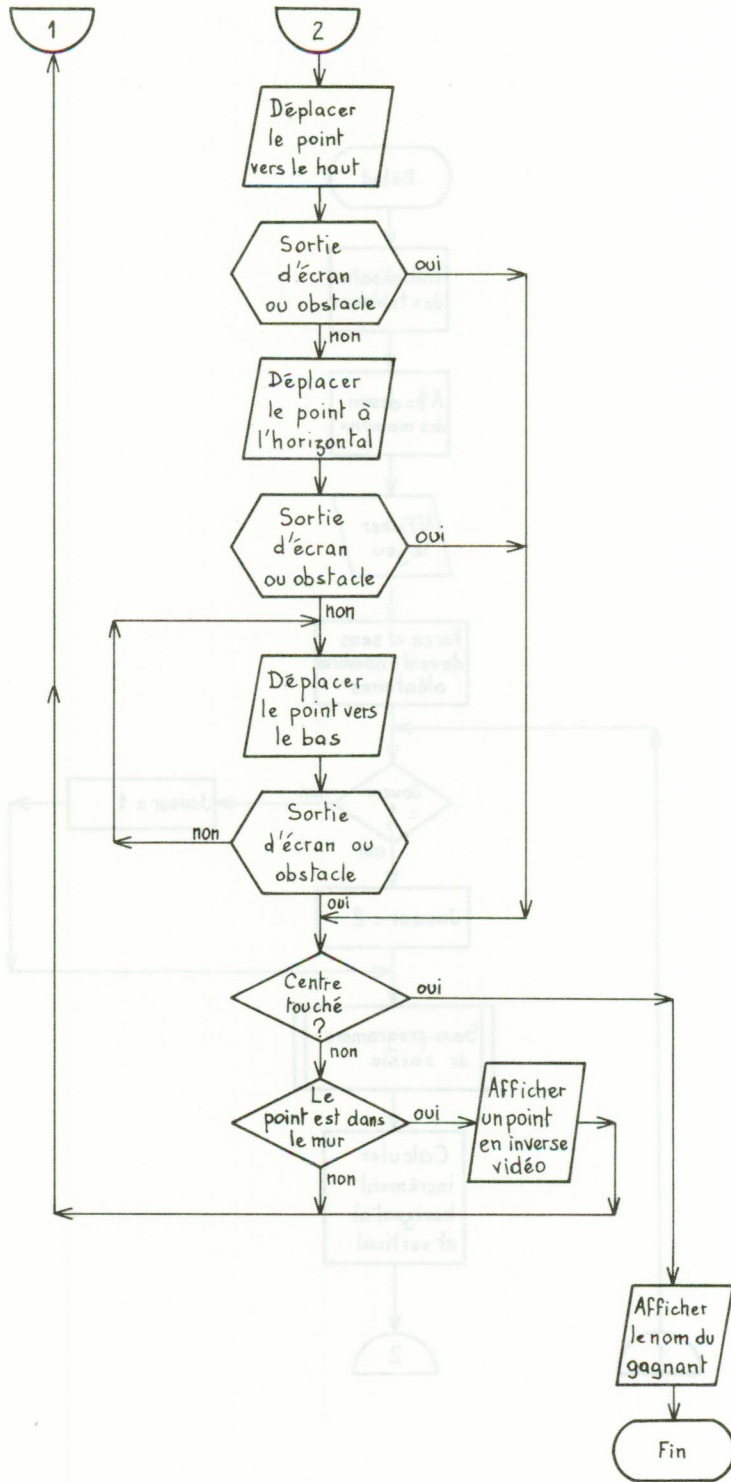 1
2
Déplacer
le point
vers le haut
Sortie
d'écran
ou obstacle
oui
non
Déplacer
le point à
l'horizontal
Sortie
d'écran
ou obstacle
oui
non
Déplacer
le point vers
le bas
Sortie
d'écran ou
obstacle
non
oui
Centre
touché
?
oui
non
Le
point est dans
le mur
oui
non
Afficher
un point
en inverse
vidéo
Afficher
le nom du
gagnant
Fin